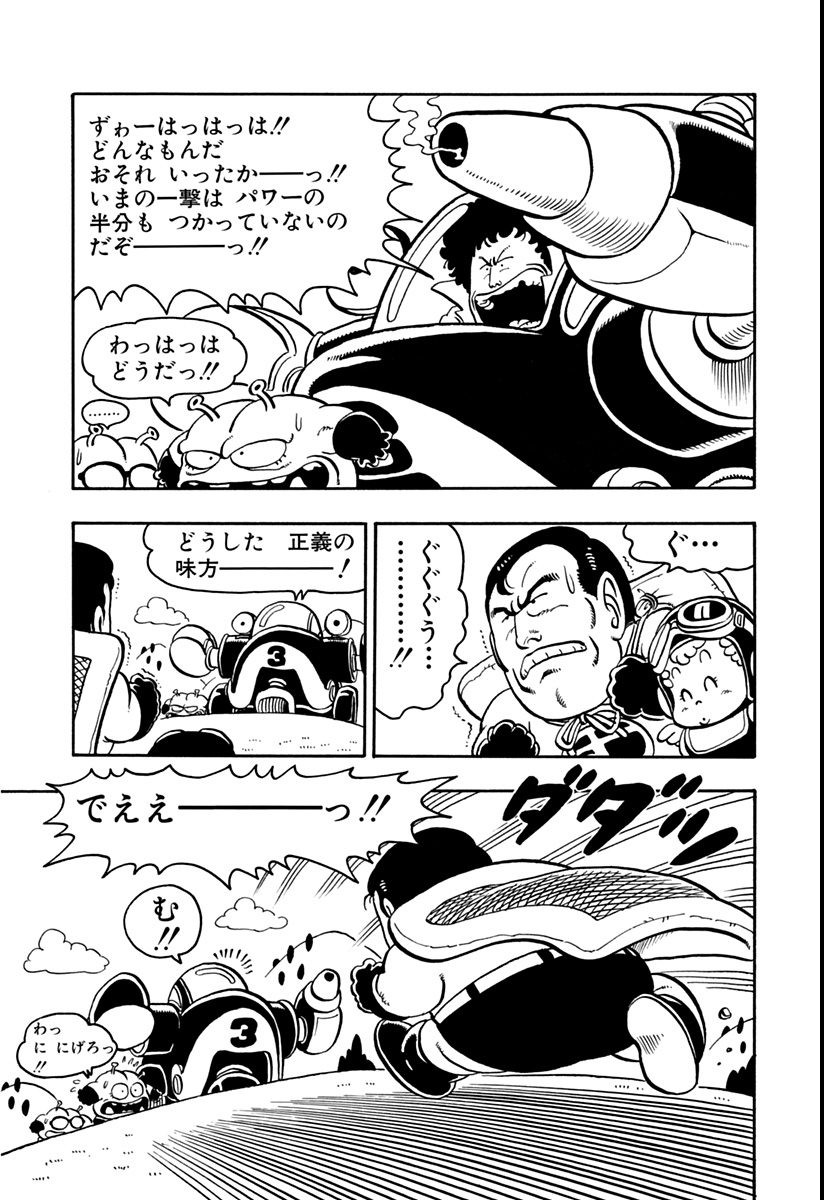 ずゎーはっはっは!!
どんなもんだ
おそれ いったか――っ!!
いまの一撃は パワーの
半分も つかっていないの
だぞ――――っ!!
わっはっは
どうだっ!!
……
ぐ…
ぐぐぐう…
…………!!
どうした 正義の
味方―――――!
でええ―――――っ!!
ダダッ
む!!
わっ
に にげろっ
!!
3
3